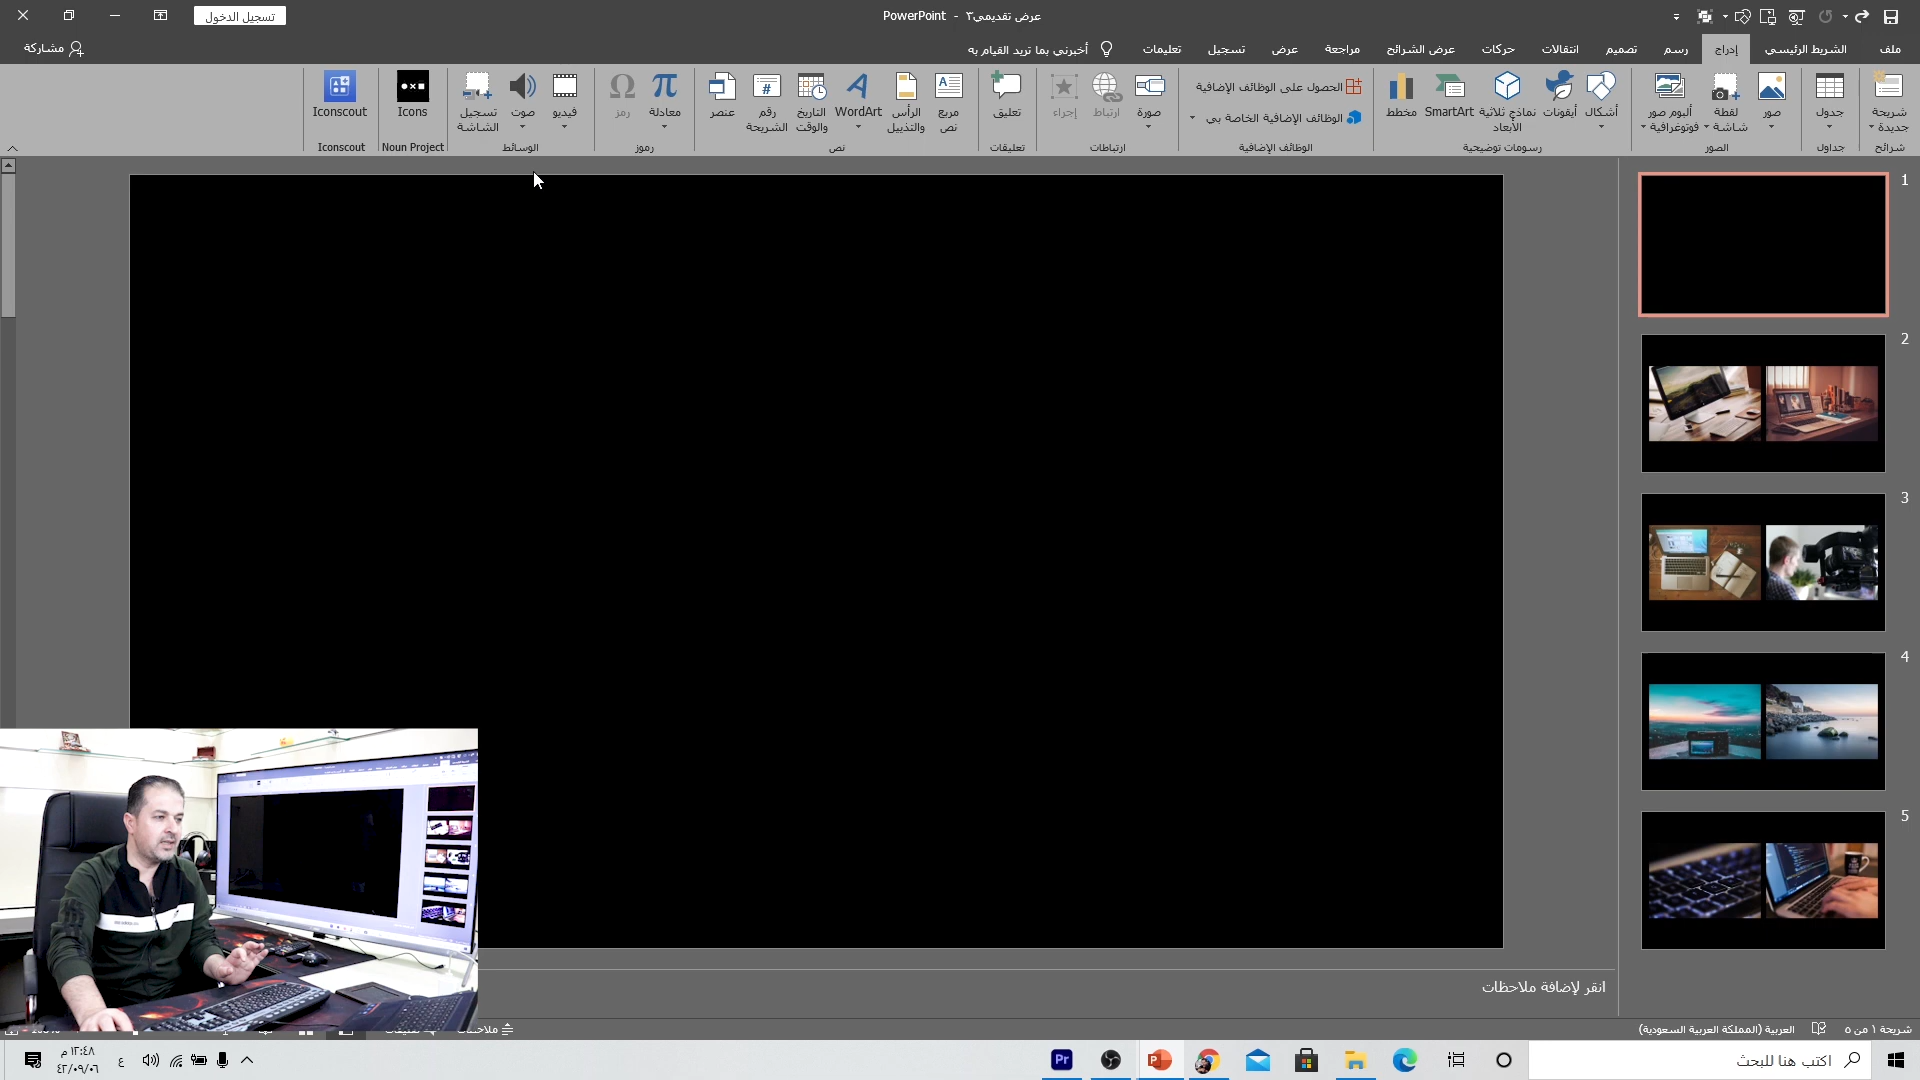 عرض تقديمي٣ - PowerPoint
تسجيل الدخول
ملف
الشريط الرئيسي
إدراج
رسم
تصميم
انتقالات
حركات
عرض الشرائح
مراجعة
عرض
تسجيل
تعليمات
أخبرني بما تريد القيام به
مشاركة
شريحة
جديدة
شرائح
جدول
جداول
صور
لقطة
شاشة
ألبوم صور
فوتوغرافية
الصور
أشكال
أيقونات
نماذج ثلاثية
الأبعاد
SmartArt
مخطط
رسومات توضيحية
الحصول على الوظائف الإضافية
الوظائف الإضافية الخاصة بي
الوظائف الإضافية
صورة
ارتباط
إجراء
ارتباطات
تعليق
تعليقات
مربع
نص
الرأس
والتذييل
WordArt
التاريخ
والوقت
رقم
الشريحة
عنصر
نص
معادلة
رمز
رموز
فيديو
صوت
تسجيل
الشاشة
الوسائط
Icons
Noun Project
Iconscout
Iconscout
1
2
3
4
5
انقر لإضافة ملاحظات
شريحة ١ من ٥
العربية (المملكة العربية السعودية)
ملاحظات
اكتب هنا للبحث
Pr
ع
١٢:٤٨ م
٤٢/٠٩/٠٦